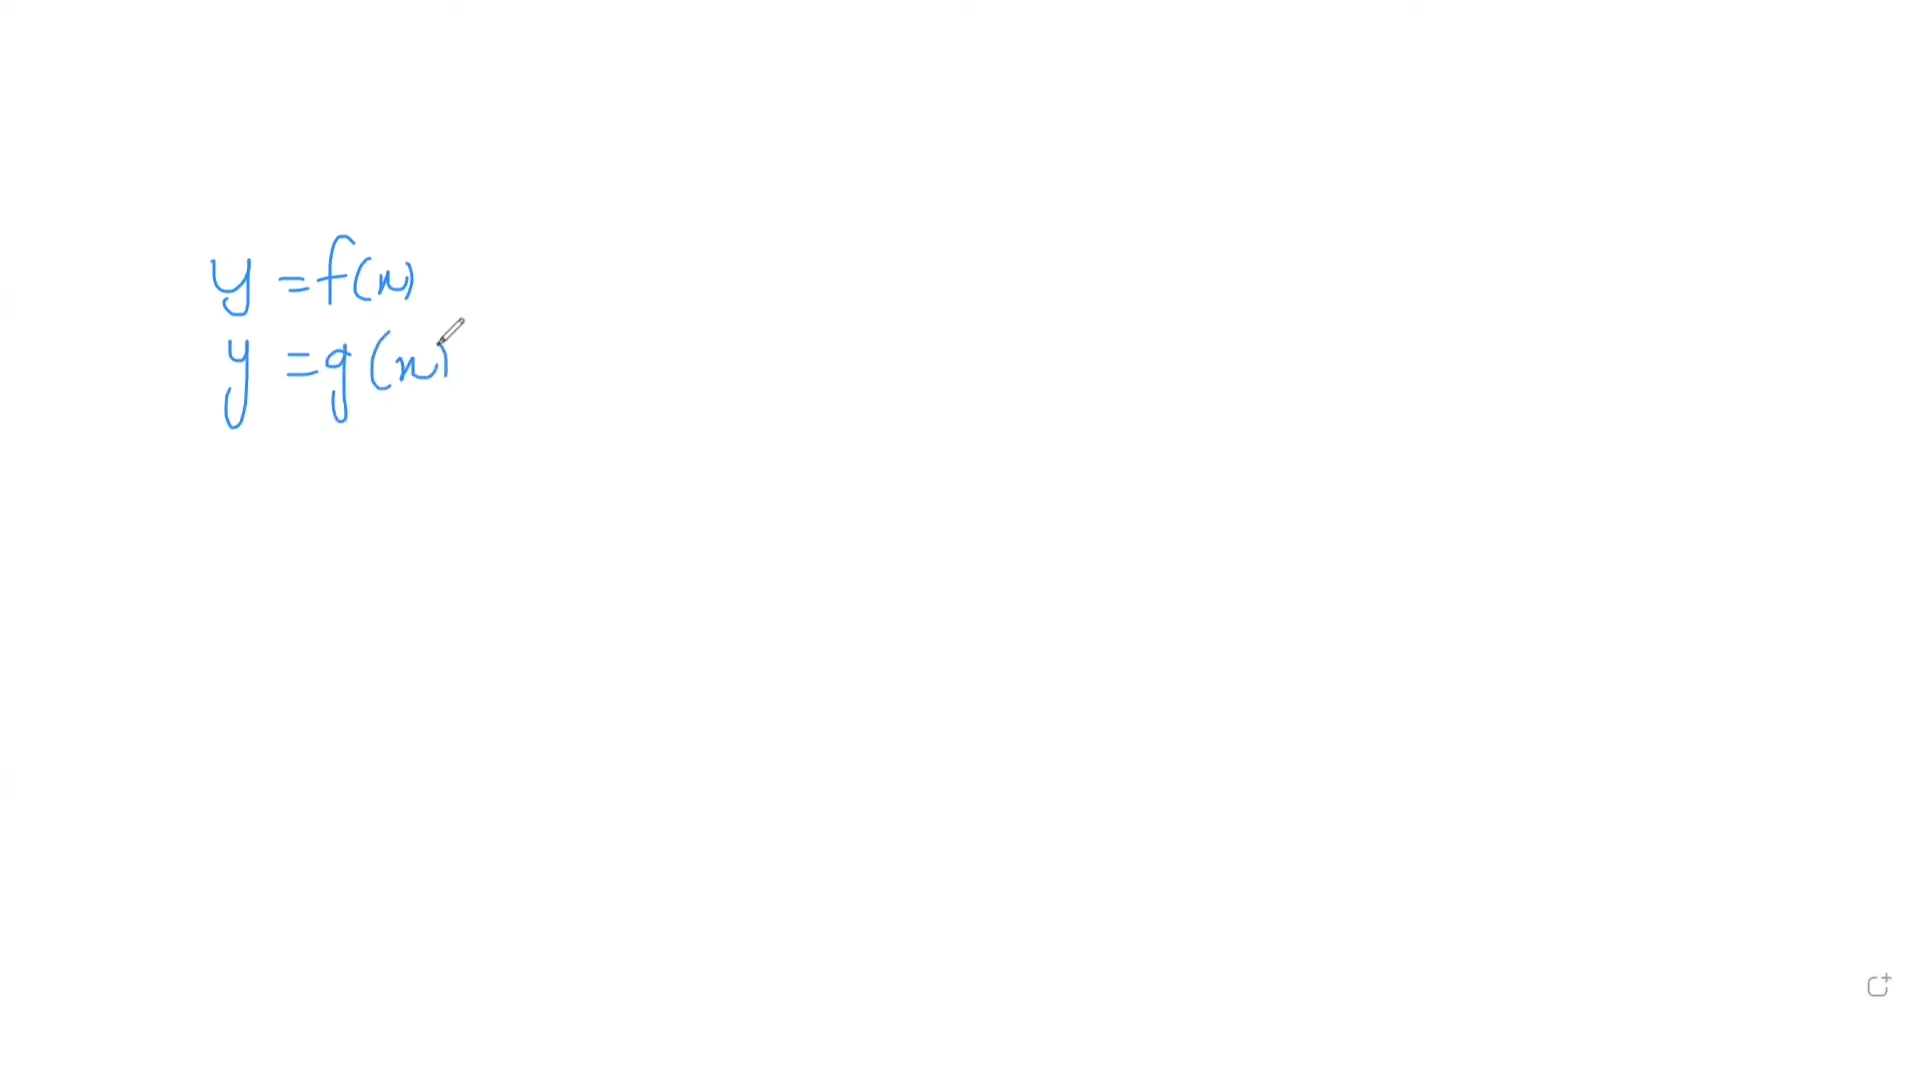 y = f(x)
y = g(x)